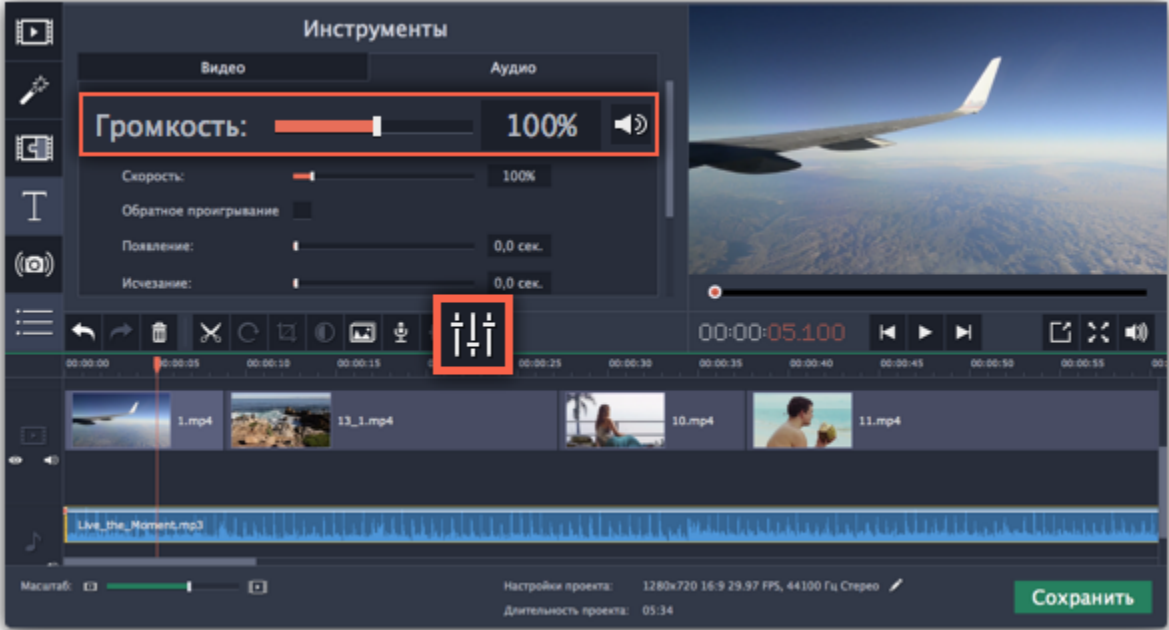 Инструменты
Видео
Аудио
Громкость:
100%
Скорость:
100%
Обратное проигрывание
Появление:
0,0 сек.
Исчезание:
0,0 сек.
T
00:00:05.100
00:00:00
00:00:05
00:00:10
00:00:15
00:00:25
00:00:30
00:00:35
00:00:40
00:00:45
00:00:50
00:00:55
00:
1.mp4
13_1.mp4
10.mp4
11.mp4
Live_the_Moment.mp3
Масштаб:
Настройки проекта: 1280x720 16:9 29.97 FPS, 44100 Гц Стерео
Длительность проекта: 05:34
Сохранить